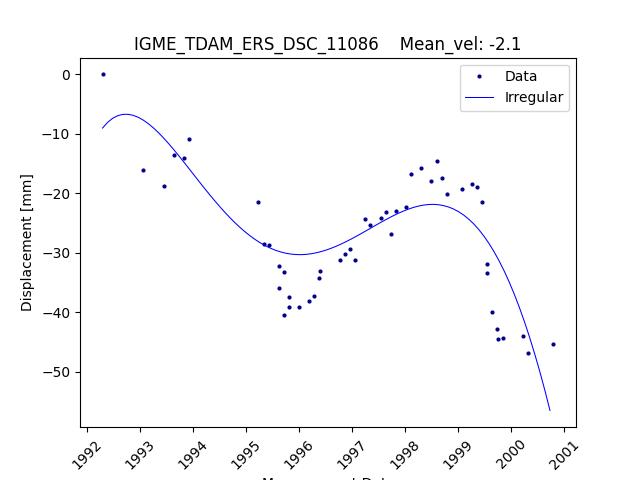 IGME_TDAM_ERS_DSC_11086    Mean_vel: -2.1
Data
Irregular
Displacement [mm]
0
−10
−20
−30
−40
−50
1992 1993 1994 1995 1996 1997 1998 1999 2000 2001